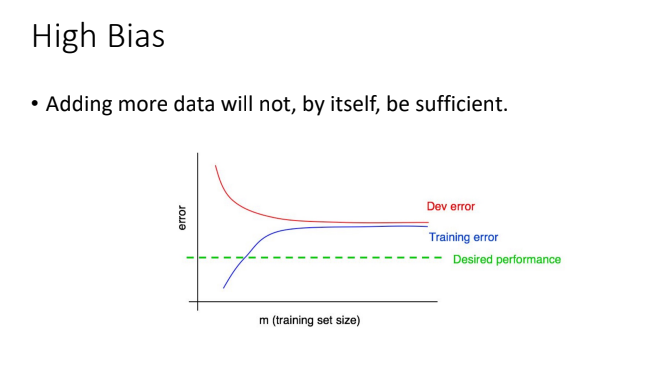 High Bias
• Adding more data will not, by itself, be sufficient.
error
Dev error
Training error
Desired performance
m (training set size)